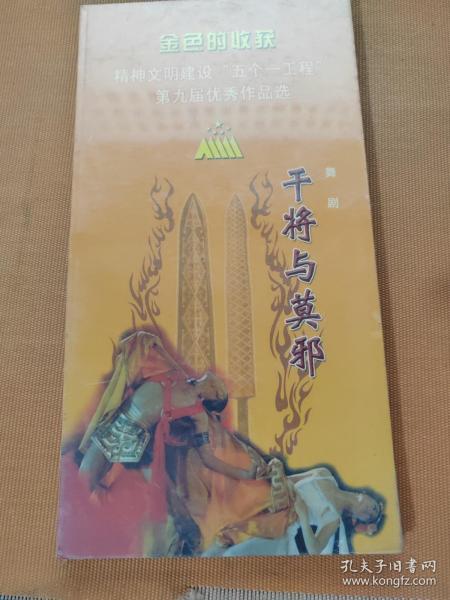 金色的收获
精神文明建设“五个一工程”
第九届优秀作品选
舞剧
干将与莫邪
孔夫子旧书网
www.kongfz.com